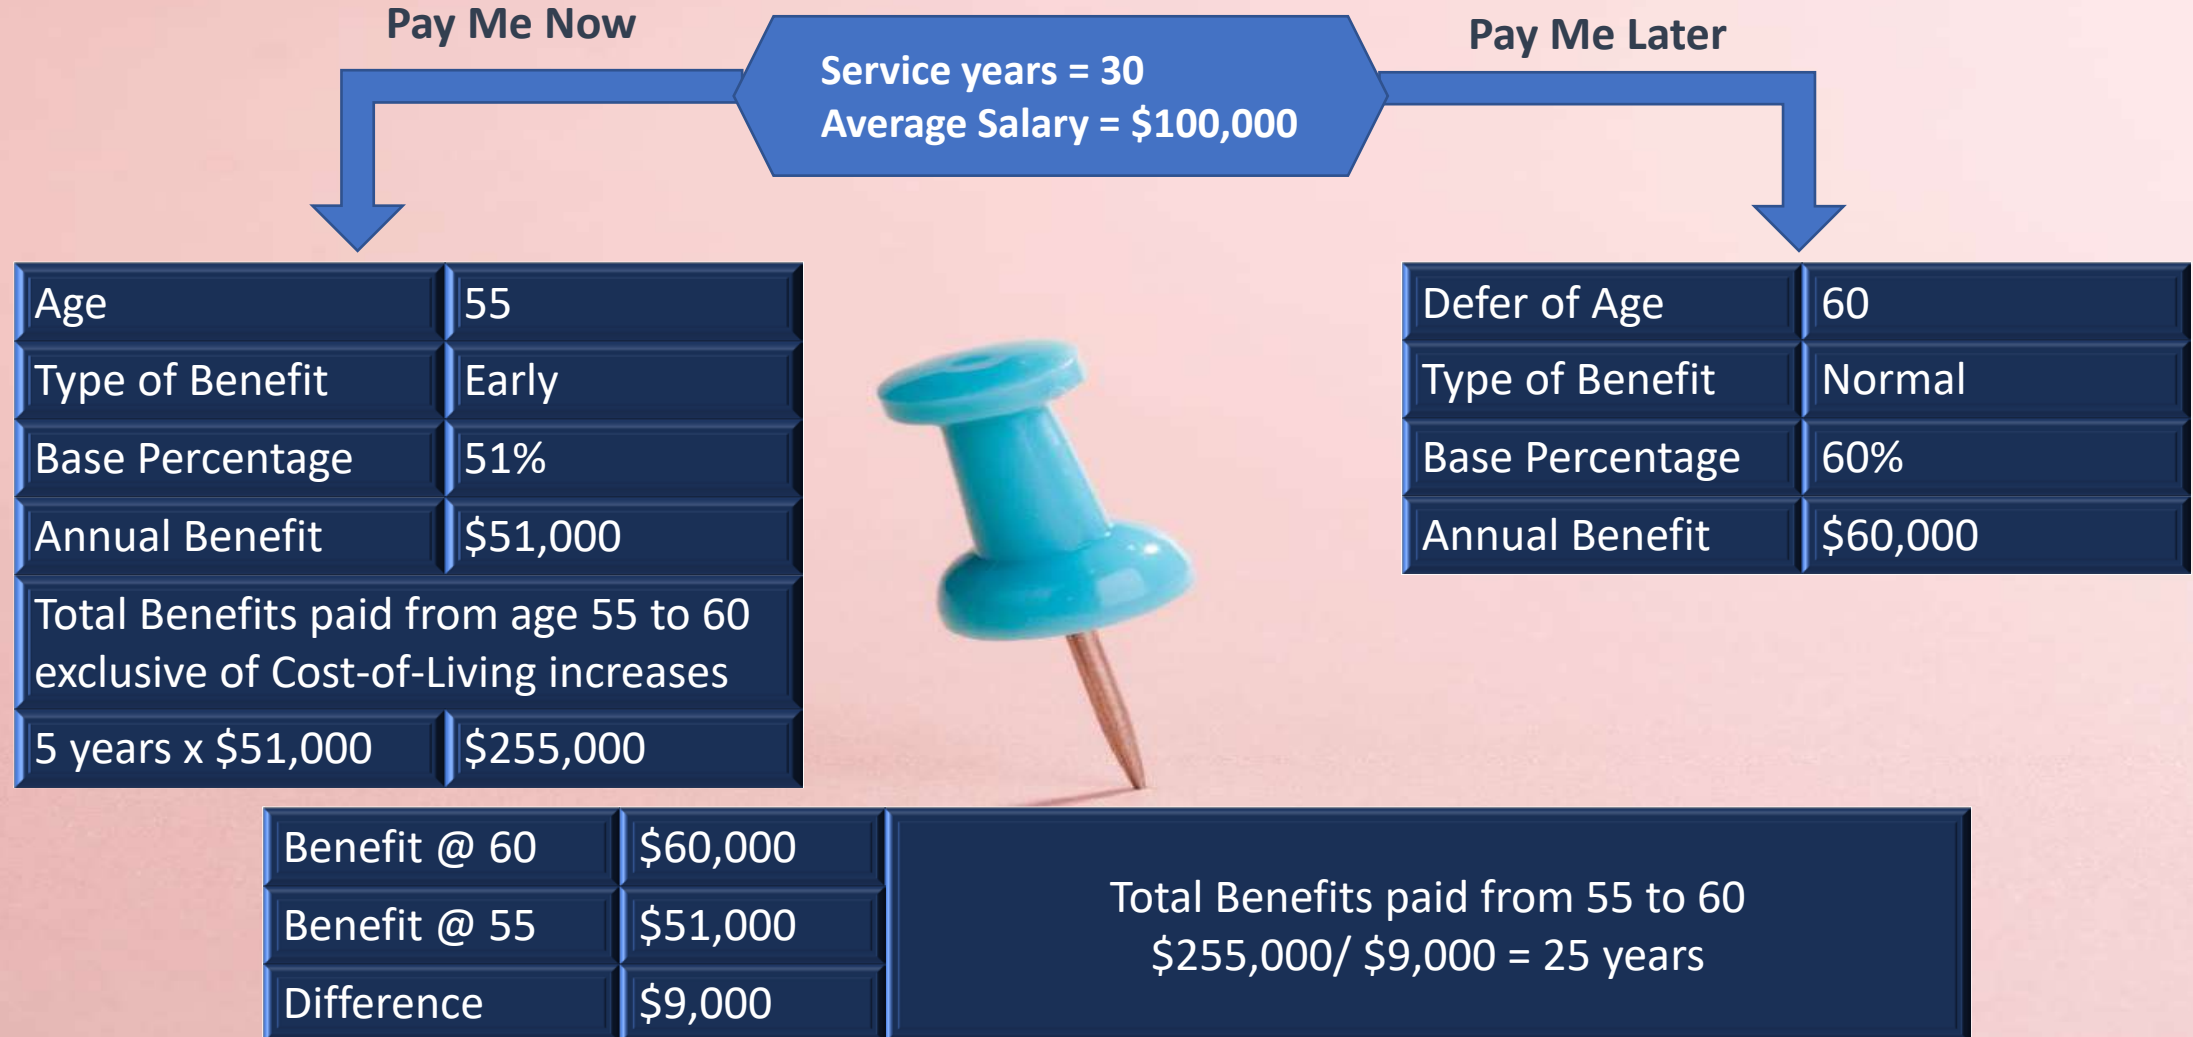 Pay Me Now
Service years = 30
Average Salary = $100,000
Pay Me Later
Age 55
Type of Benefit Early
Base Percentage 51%
Annual Benefit $51,000
Total Benefits paid from age 55 to 60
exclusive of Cost-of-Living increases
5 years x $51,000 $255,000
Defer of Age 60
Type of Benefit Normal
Base Percentage 60%
Annual Benefit $60,000
Benefit @ 60 $60,000
Benefit @ 55 $51,000
Difference $9,000
Total Benefits paid from 55 to 60
$255,000/ $9,000 = 25 years